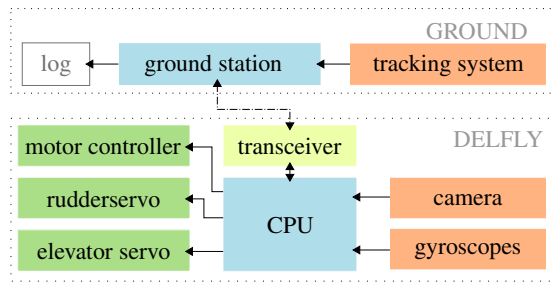 GROUND
log
ground station
tracking system
DELFLY
motor controller
transceiver
rudderservo
CPU
camera
elevator servo
gyroscopes